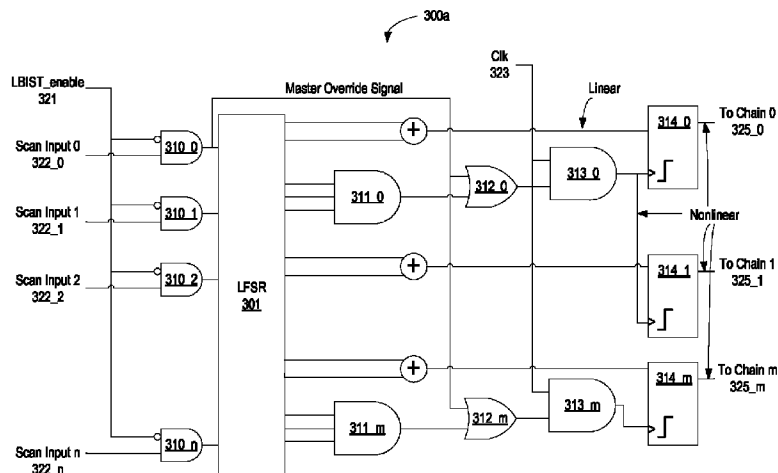 300a
LBIST_enable
321
Clk
323
Master Override Signal
Linear
Scan Input 0
322_0
310_0
+
314_0
To Chain 0
325_0
Scan Input 1
322_1
310_1
311_0
312_0
313_0
Nonlinear
Scan Input 2
322_2
310_2
LFSR
301
+
314_1
To Chain 1
325_1
+
314_m
To Chain m
325_m
Scan Input n
322_n
310_n
311_m
312_m
313_m